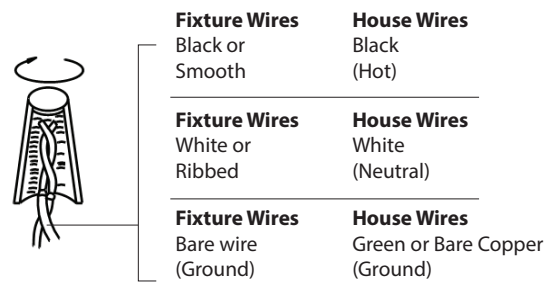 Fixture Wires House Wires
Black or Black
Smooth (Hot)
Fixture Wires House Wires
White or White
Ribbed (Neutral)
Fixture Wires House Wires
Bare wire Green or Bare Copper
(Ground) (Ground)